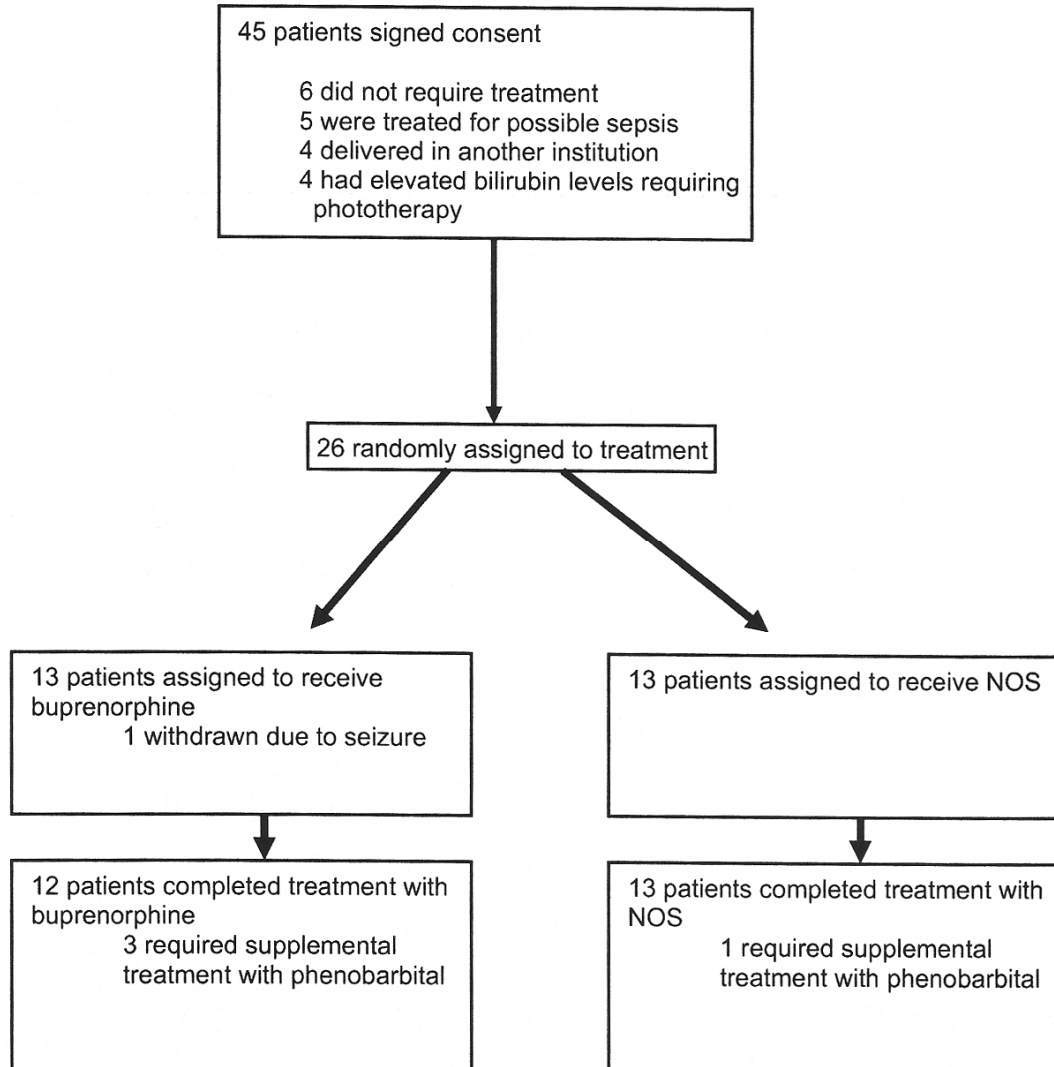 45 patients signed consent
6 did not require treatment
5 were treated for possible sepsis
4 delivered in another institution
4 had elevated bilirubin levels requiring
phototherapy
26 randomly assigned to treatment
13 patients assigned to receive
buprenorphine
1 withdrawn due to seizure
13 patients assigned to receive NOS
12 patients completed treatment with
buprenorphine
3 required supplemental
treatment with phenobarbital
13 patients completed treatment with
NOS
1 required supplemental
treatment with phenobarbital